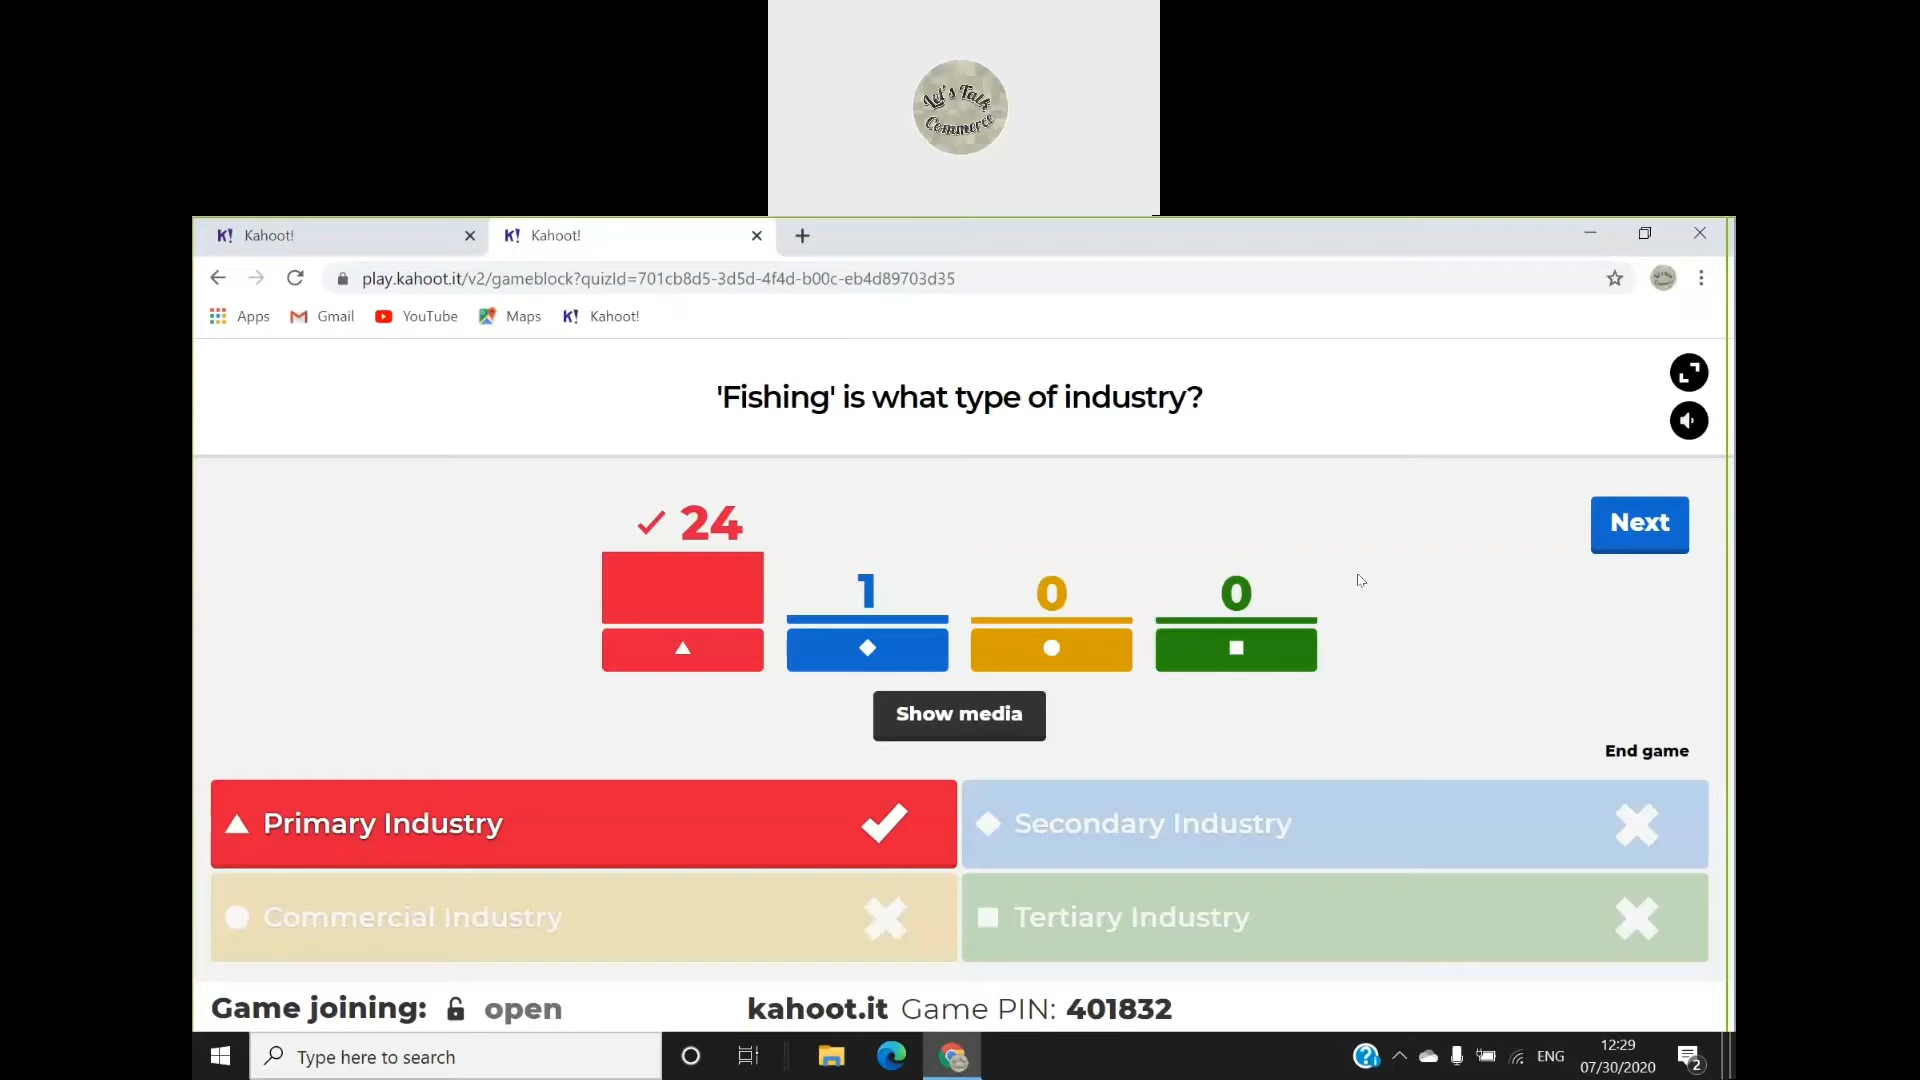 Let's Talk
Commerce
K! Kahoot!
K! Kahoot!
play.kahoot.it/v2/gameblock?quizId=701cb8d5-3d5d-4f4d-b00c-eb4d89703d35
Apps Gmail YouTube Maps K! Kahoot!
'Fishing' is what type of industry?
24
1
0
0
Next
Show media
End game
Primary Industry
Secondary Industry
Commercial Industry
Tertiary Industry
Game joining: open kahoot.it Game PIN: 401832
Type here to search
ENG
12:29
07/30/2020
2